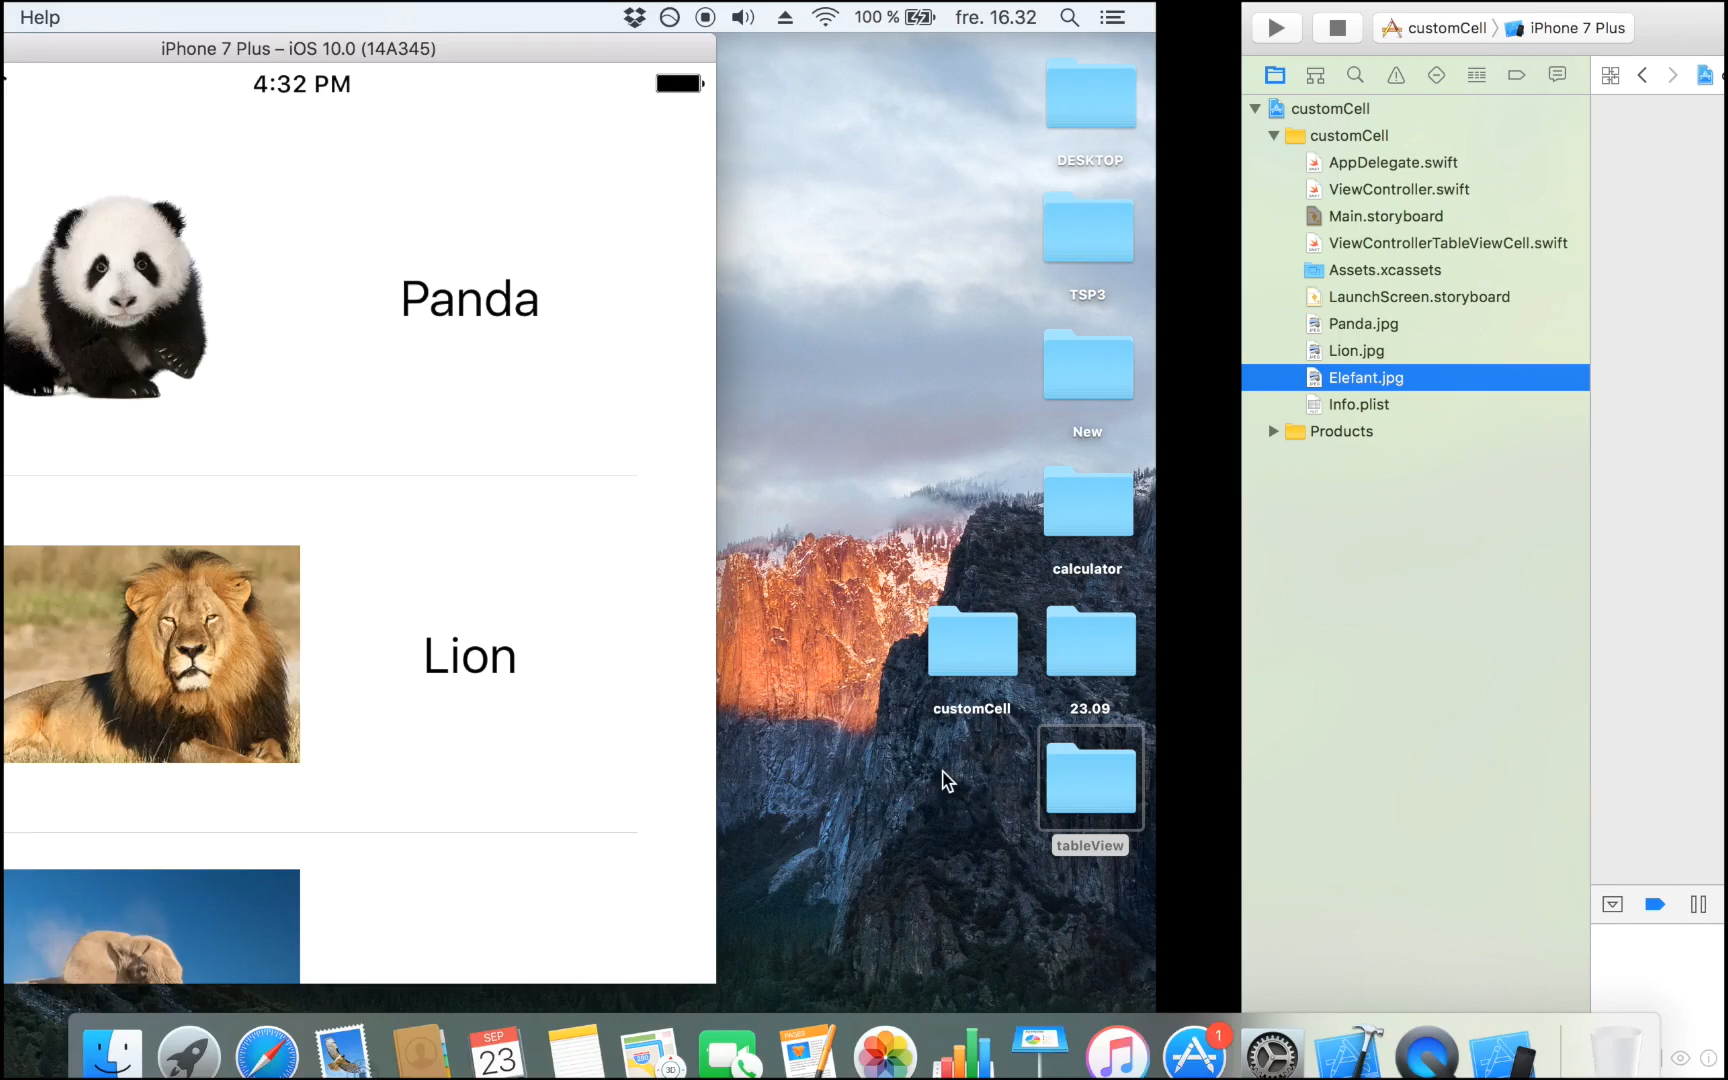 Help
100 %
fre. 16.32
iPhone 7 Plus – iOS 10.0 (14A345)
4:32 PM
Panda
Lion
DESKTOP
TSP3
New
calculator
customCell
23.09
tableView
customCell
iPhone 7 Plus
customCell
customCell
AppDelegate.swift
ViewController.swift
Main.storyboard
ViewControllerTableViewCell.swift
Assets.xcassets
LaunchScreen.storyboard
Panda.jpg
Lion.jpg
Elefant.jpg
Info.plist
Products
SEP
23
3D
PAGES
1